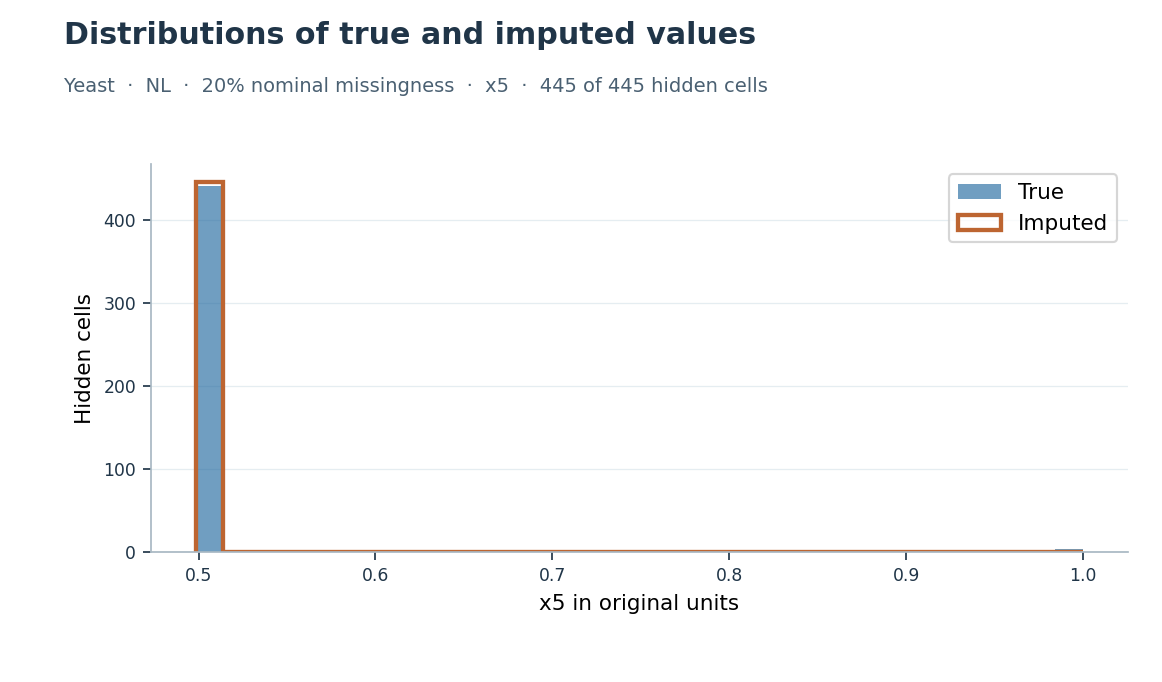 Distributions of true and imputed values
Yeast · NL · 20% nominal missingness · x5 · 445 of 445 hidden cells
True
Imputed
Hidden cells
400
300
200
100
0
0.5 0.6 0.7 0.8 0.9 1.0
x5 in original units